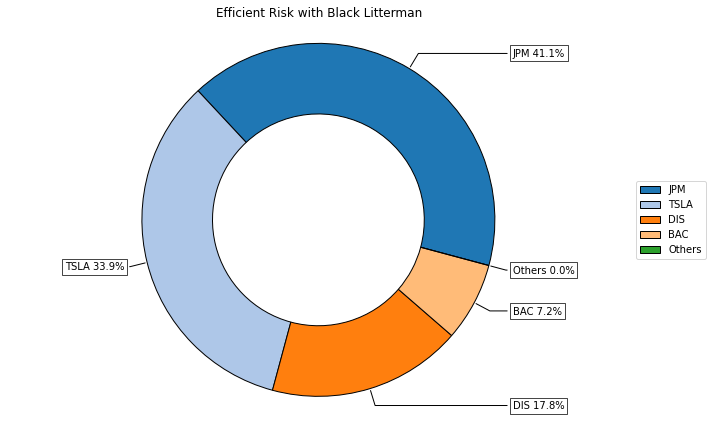 Efficient Risk with Black Litterman
JPM 41.1%
TSLA 33.9%
Others 0.0%
BAC 7.2%
DIS 17.8%
JPM
TSLA
DIS
BAC
Others